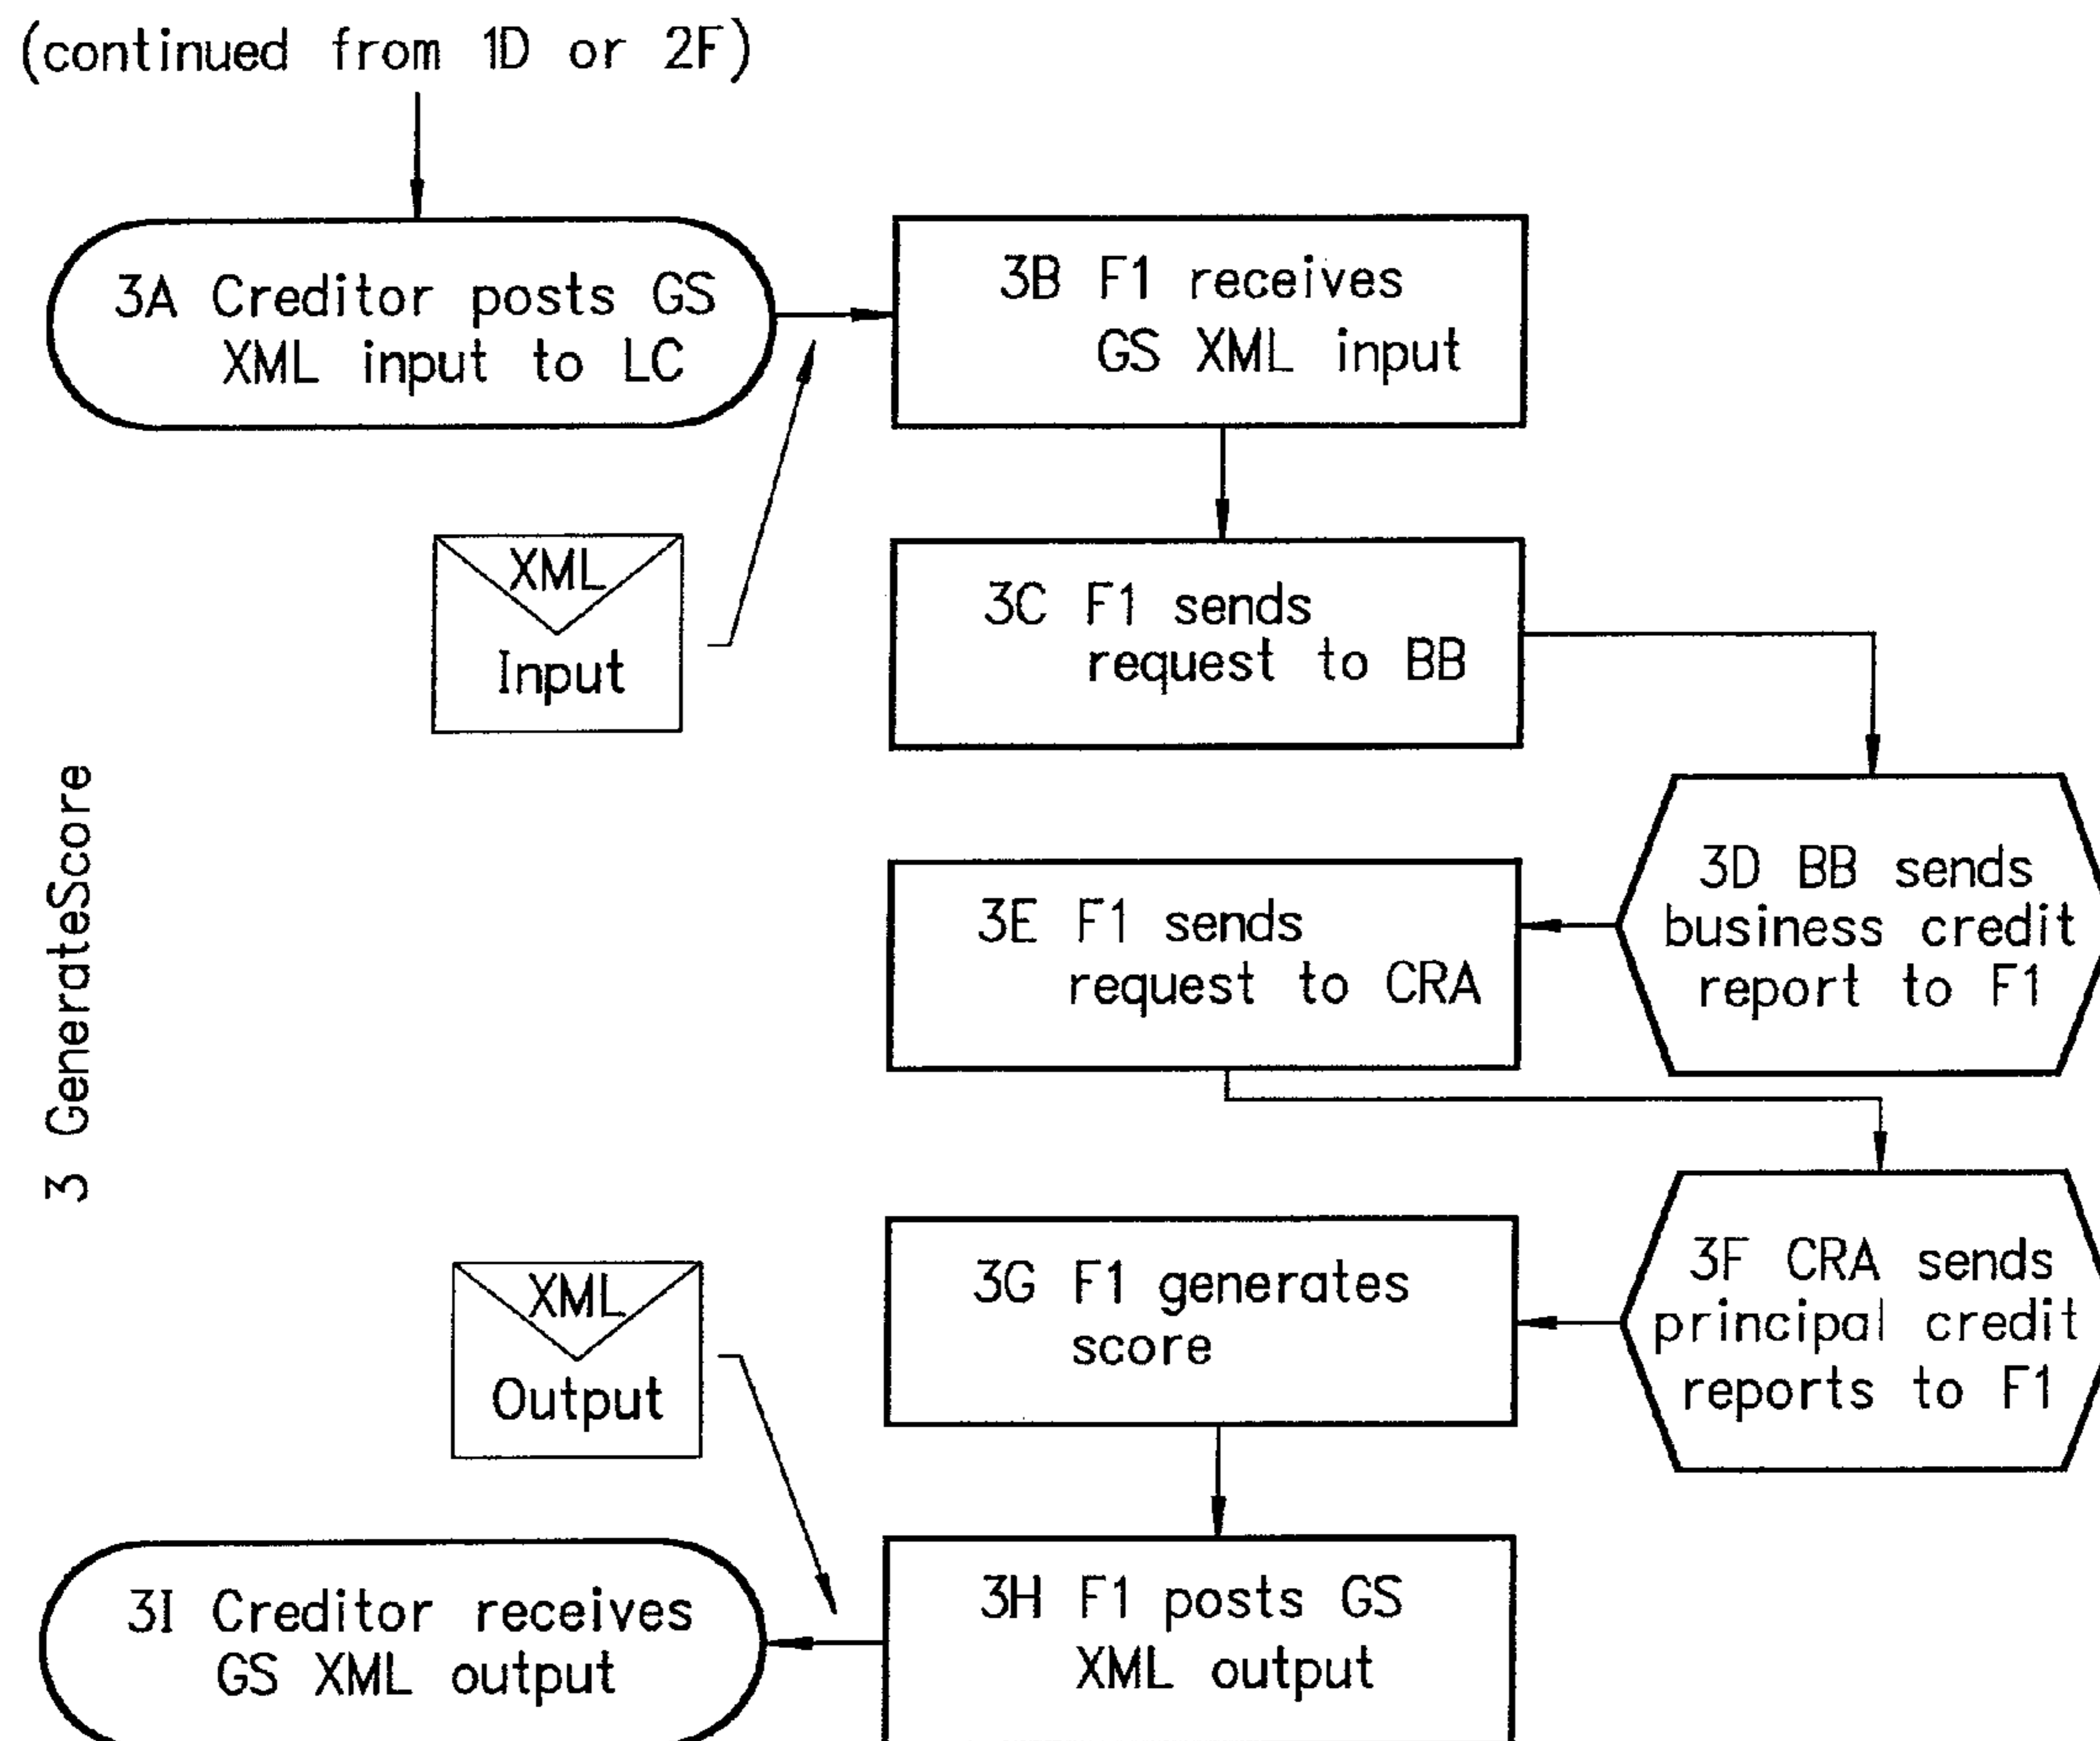 (continued from 1D or 2F)
3A Creditor posts GS
XML input to LC
3B F1 receives
GS XML input
XML
Input
3C F1 sends
request to BB
3D BB sends
business credit
report to F1
3E F1 sends
request to CRA
3 GenerateScore
3F CRA sends
principal credit
reports to F1
3G F1 generates
score
XML
Output
3H F1 posts GS
XML output
3I Creditor receives
GS XML output